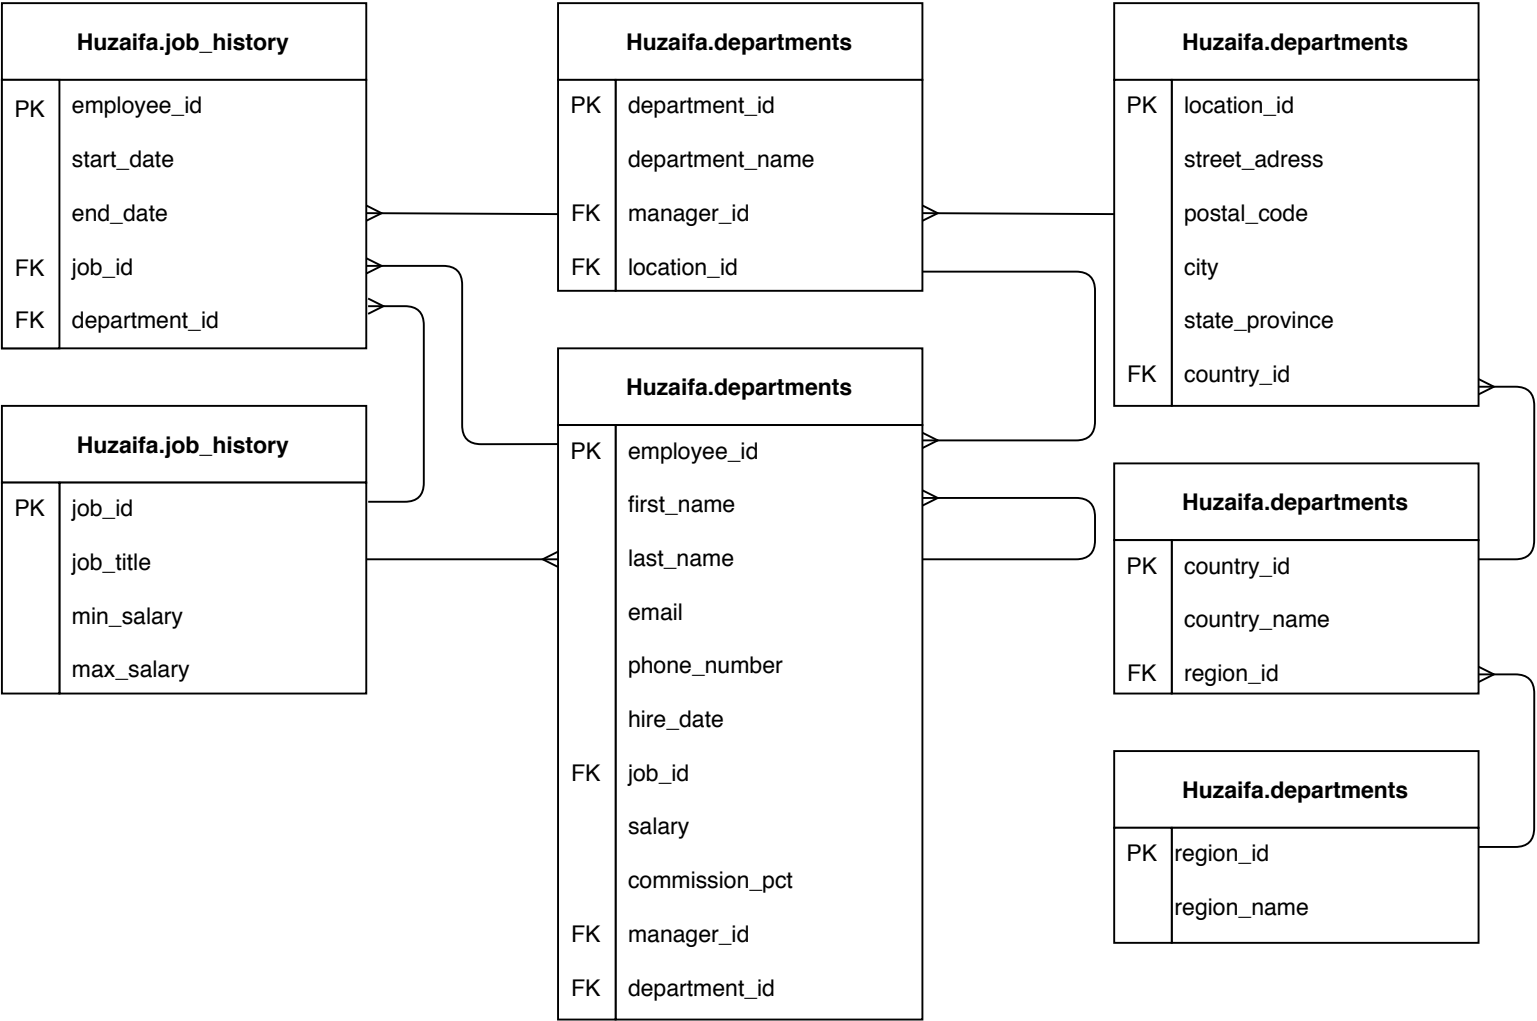 Huzaifa.job_history
PK employee_id
start_date
end_date
FK job_id
FK department_id
Huzaifa.job_history
PK job_id
job_title
min_salary
max_salary
Huzaifa.departments
PK department_id
department_name
FK manager_id
FK location_id
Huzaifa.departments
PK employee_id
first_name
last_name
email
phone_number
hire_date
FK job_id
salary
commission_pct
FK manager_id
FK department_id
Huzaifa.departments
PK location_id
street_adress
postal_code
city
state_province
FK country_id
Huzaifa.departments
PK country_id
country_name
FK region_id
Huzaifa.departments
PK region_id
region_name